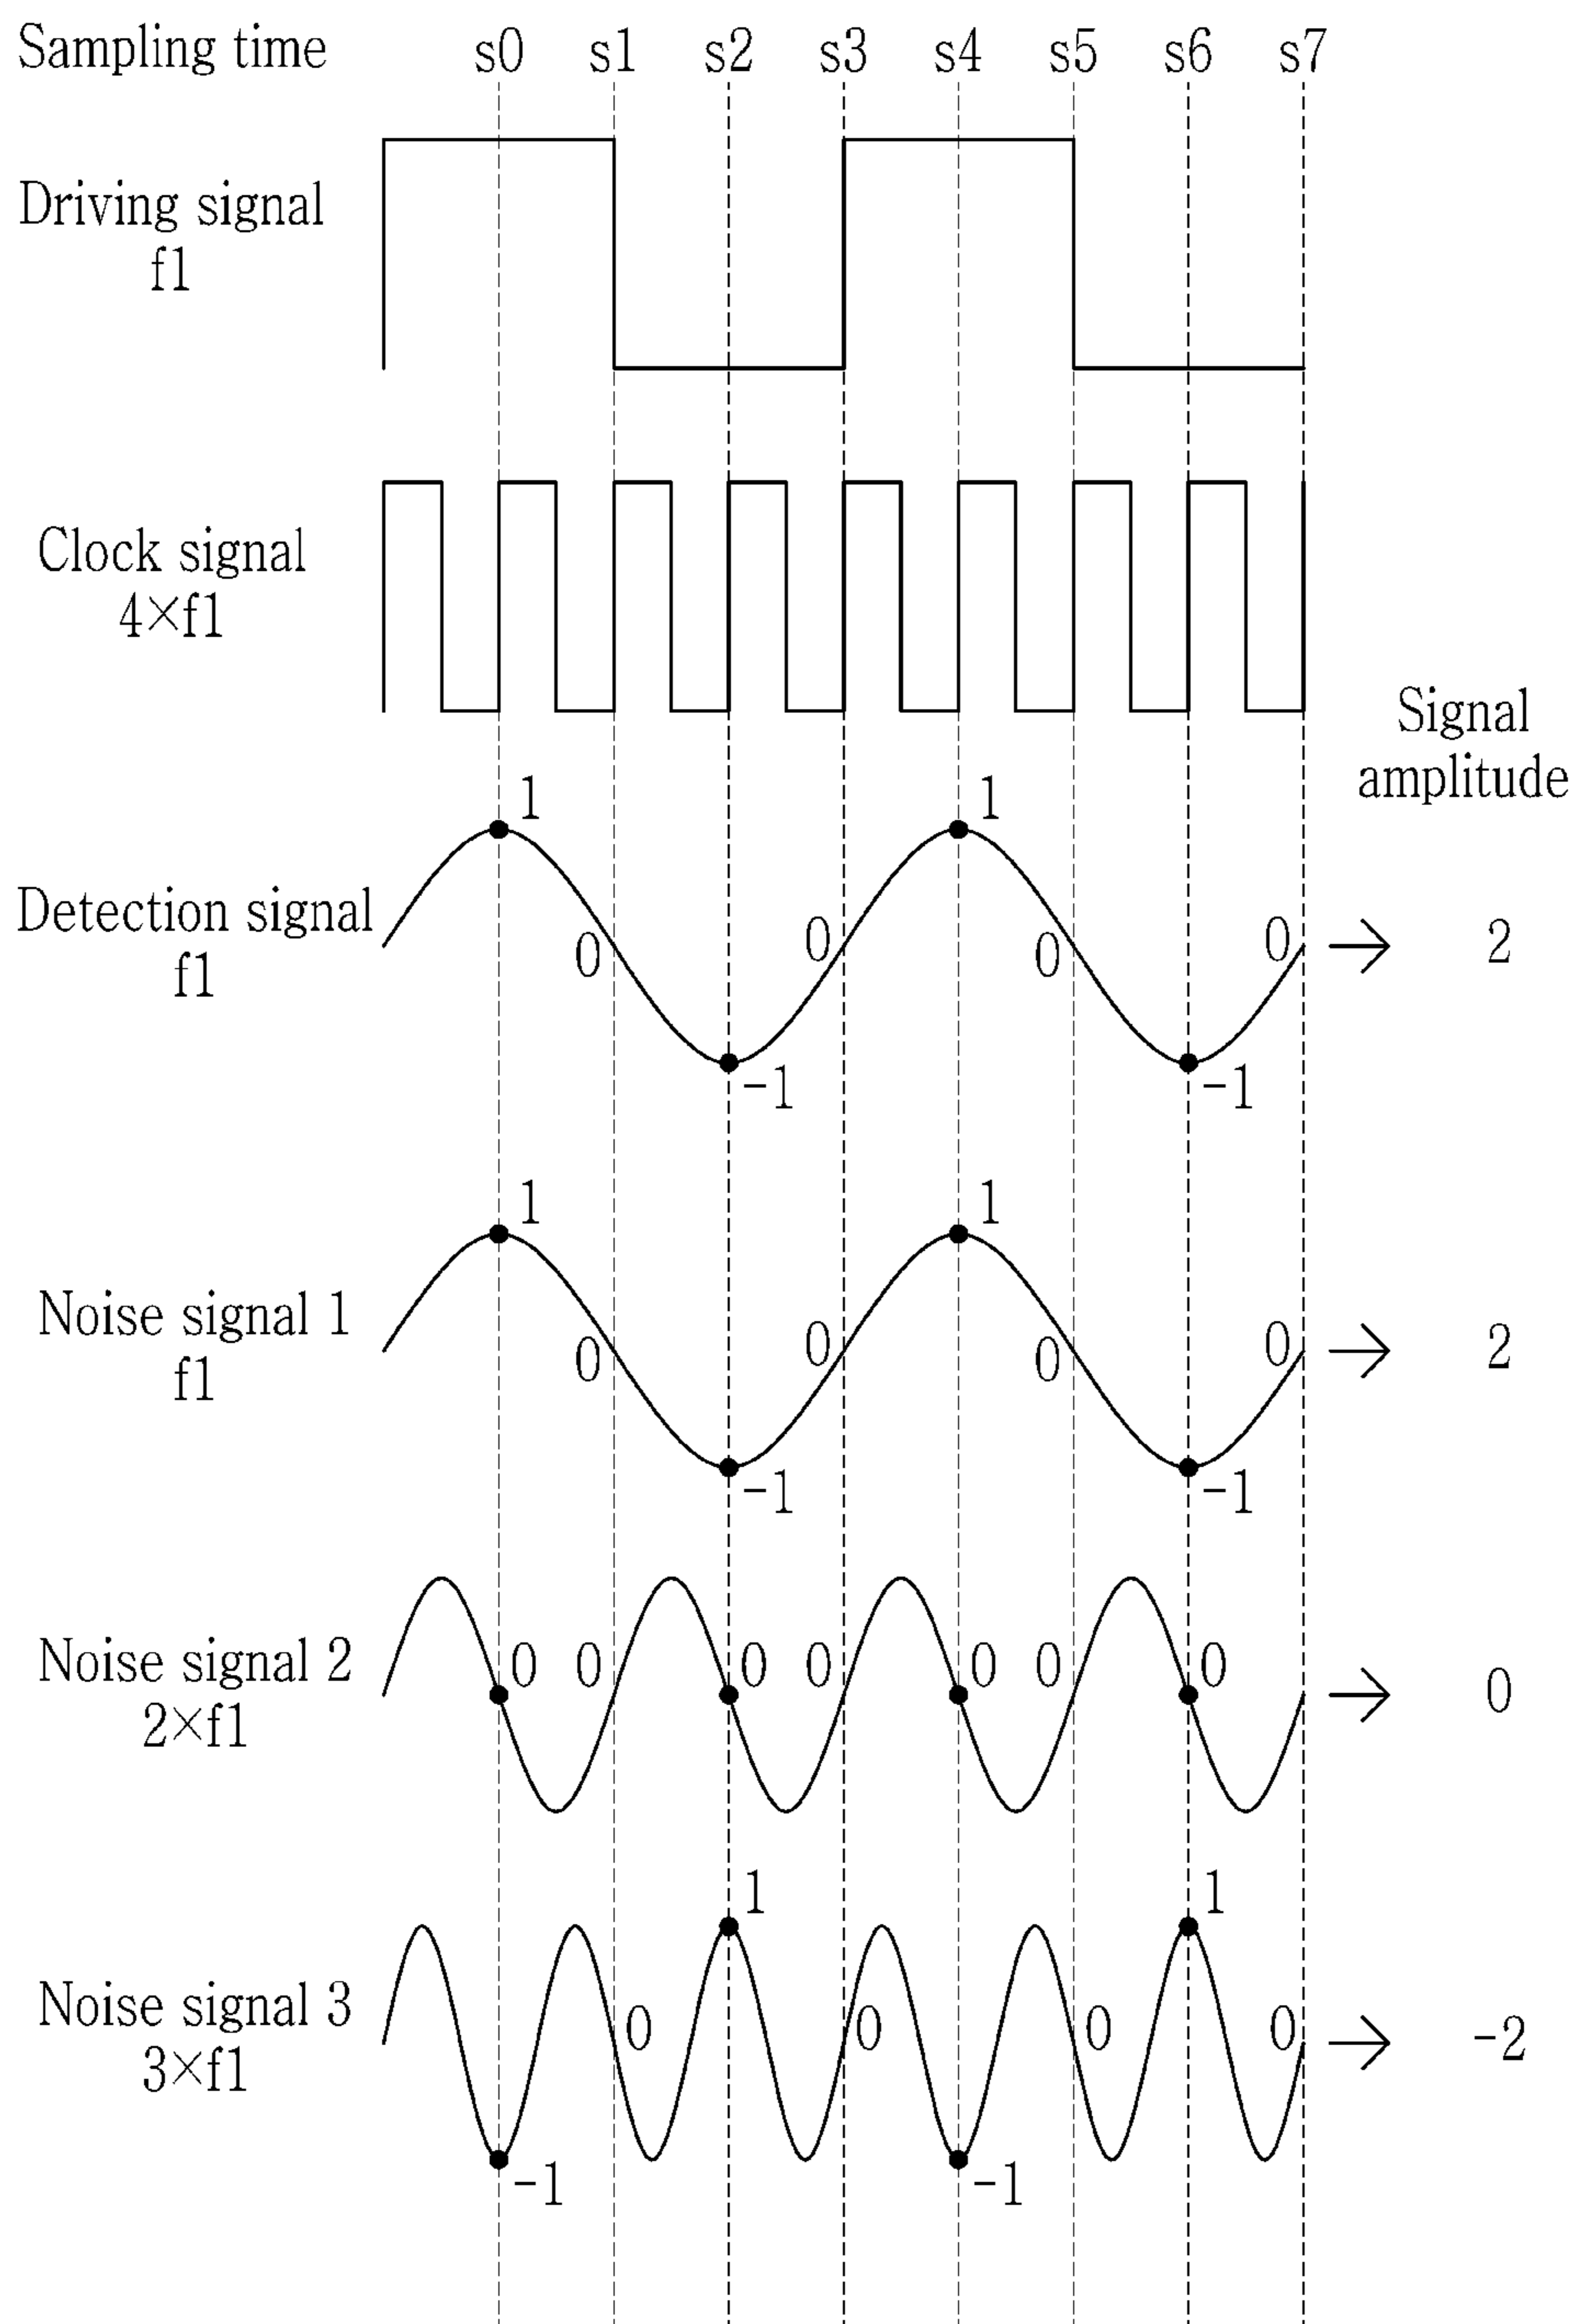 Sampling time s0 s1 s2 s3 s4 s5 s6 s7
Driving signal
f1
Clock signal
4×f1
Signal
amplitude
1 1
Detection signal 0 0 0 0 → 2
f1
-1 -1
1 1
Noise signal 1 0 0 0 0 → 2
f1
-1 -1
Noise signal 2 0 0 0 0 0 0 0 → 0
2×f1
1 1
Noise signal 3 0 0 0 0 → -2
3×f1
-1 -1